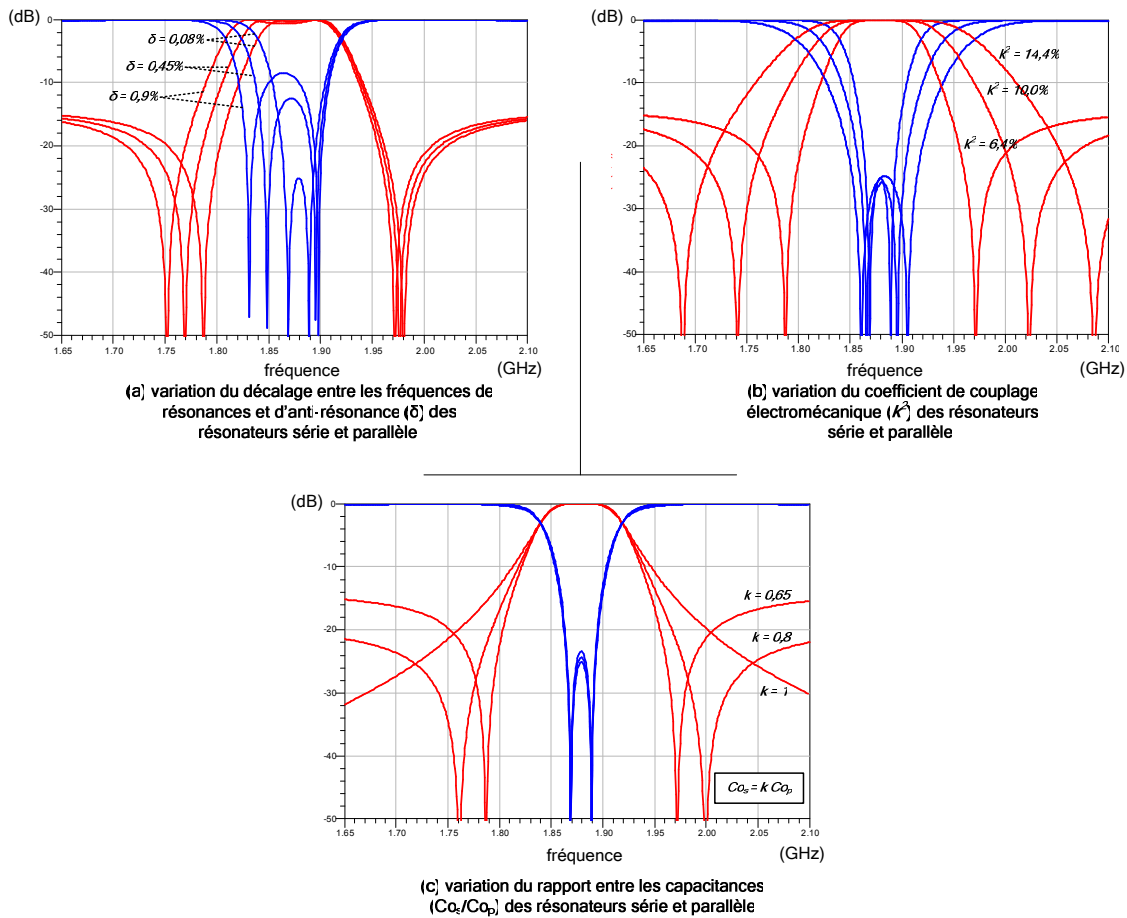 (dB)
0
-10
-20
-30
-40
-50
δ = 0,08%
δ = 0,45%
δ = 0,9%
1.65 1.70 1.75 1.80 1.85 1.90 1.95 2.00 2.05 2.10
fréquence (GHz)
(a) variation du décalage entre les fréquences de
résonances et d'anti-résonance (δ) des
résonateurs série et parallèle
(dB)
0
-10
-20
-30
-40
-50
k² = 14,4%
k² = 10,0%
k² = 6,4%
1.65 1.70 1.75 1.80 1.85 1.90 1.95 2.00 2.05 2.10
fréquence (GHz)
(b) variation du coefficient de couplage
électromécanique (k²) des résonateurs
série et parallèle
(dB)
0
-10
-20
-30
-40
-50
k = 0,65
k = 0,8
k = 1
Co_s = k Co_p
1.65 1.70 1.75 1.80 1.85 1.90 1.95 2.00 2.05 2.10
fréquence (GHz)
(c) variation du rapport entre les capacitances
(Co_s/Co_p) des résonateurs série et parallèle